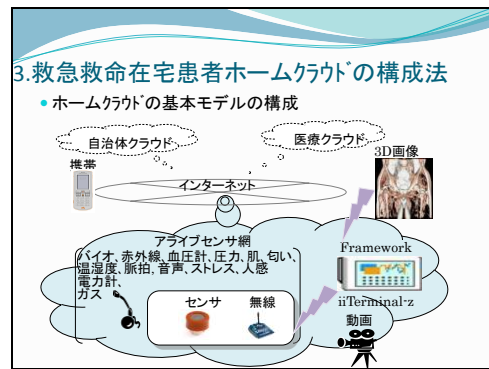 3.救急救命在宅患者ホームクラウドの構成法
• ホームクラウドの基本モデルの構成
自治体クラウド
医療クラウド
携帯
3D画像
インターネット
アライブセンサ網
バイオ、赤外線、血圧計、圧力、肌、匂い、
温湿度、脈拍、音声、ストレス、人感
電力計、
ガス
Framework
センサ 無線
iiTerminal-z
動画